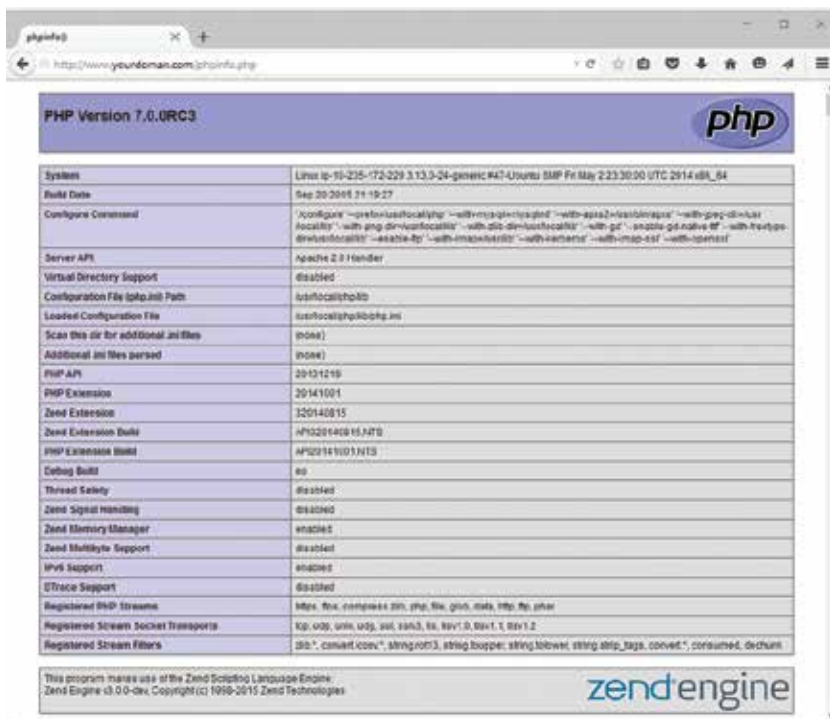 phpinfo()
http://www.yourdoman.com/phpinfo.php
PHP Version 7.0.0RC3
php
System Linux ip-10-235-172-229 3.13.0-24-generic #47-Ubuntu SMP Fri May 2 23:30:00 UTC 2014 x86_64
Build Date Sep 20 2015 21:19:27
Configure Command
Server API Apache 2.0 Handler
Virtual Directory Support disabled
Configuration File (php.ini) Path /usr/local/php/lib
Loaded Configuration File /usr/local/php/lib/php.ini
Scan this dir for additional .ini files (none)
Additional .ini files parsed (none)
PHP API 20131218
PHP Extension 20141001
Zend Extension 320140815
Zend Extension Build API320140815,NTS
PHP Extension Build API20141001,NTS
Debug Build no
Thread Safety disabled
Zend Signal Handling disabled
Zend Memory Manager enabled
Zend Multibyte Support disabled
IPv6 Support enabled
DTrace Support disabled
Registered PHP Streams https, ftps, compress.zlib, php, file, glob, data, http, ftp, phar
Registered Stream Socket Transports tcp, udp, unix, udg, ssl, sslv3, tls, tlsv1.0, tlsv1.1, tlsv1.2
Registered Stream Filters zlib.*, convert.iconv.*, string.rot13, string.toupper, string.tolower, string.strip_tags, convert.*, consumed, dechunk
This program makes use of the Zend Scripting Language Engine:
Zend Engine v3.0.0-dev, Copyright (c) 1998-2015 Zend Technologies
zend engine